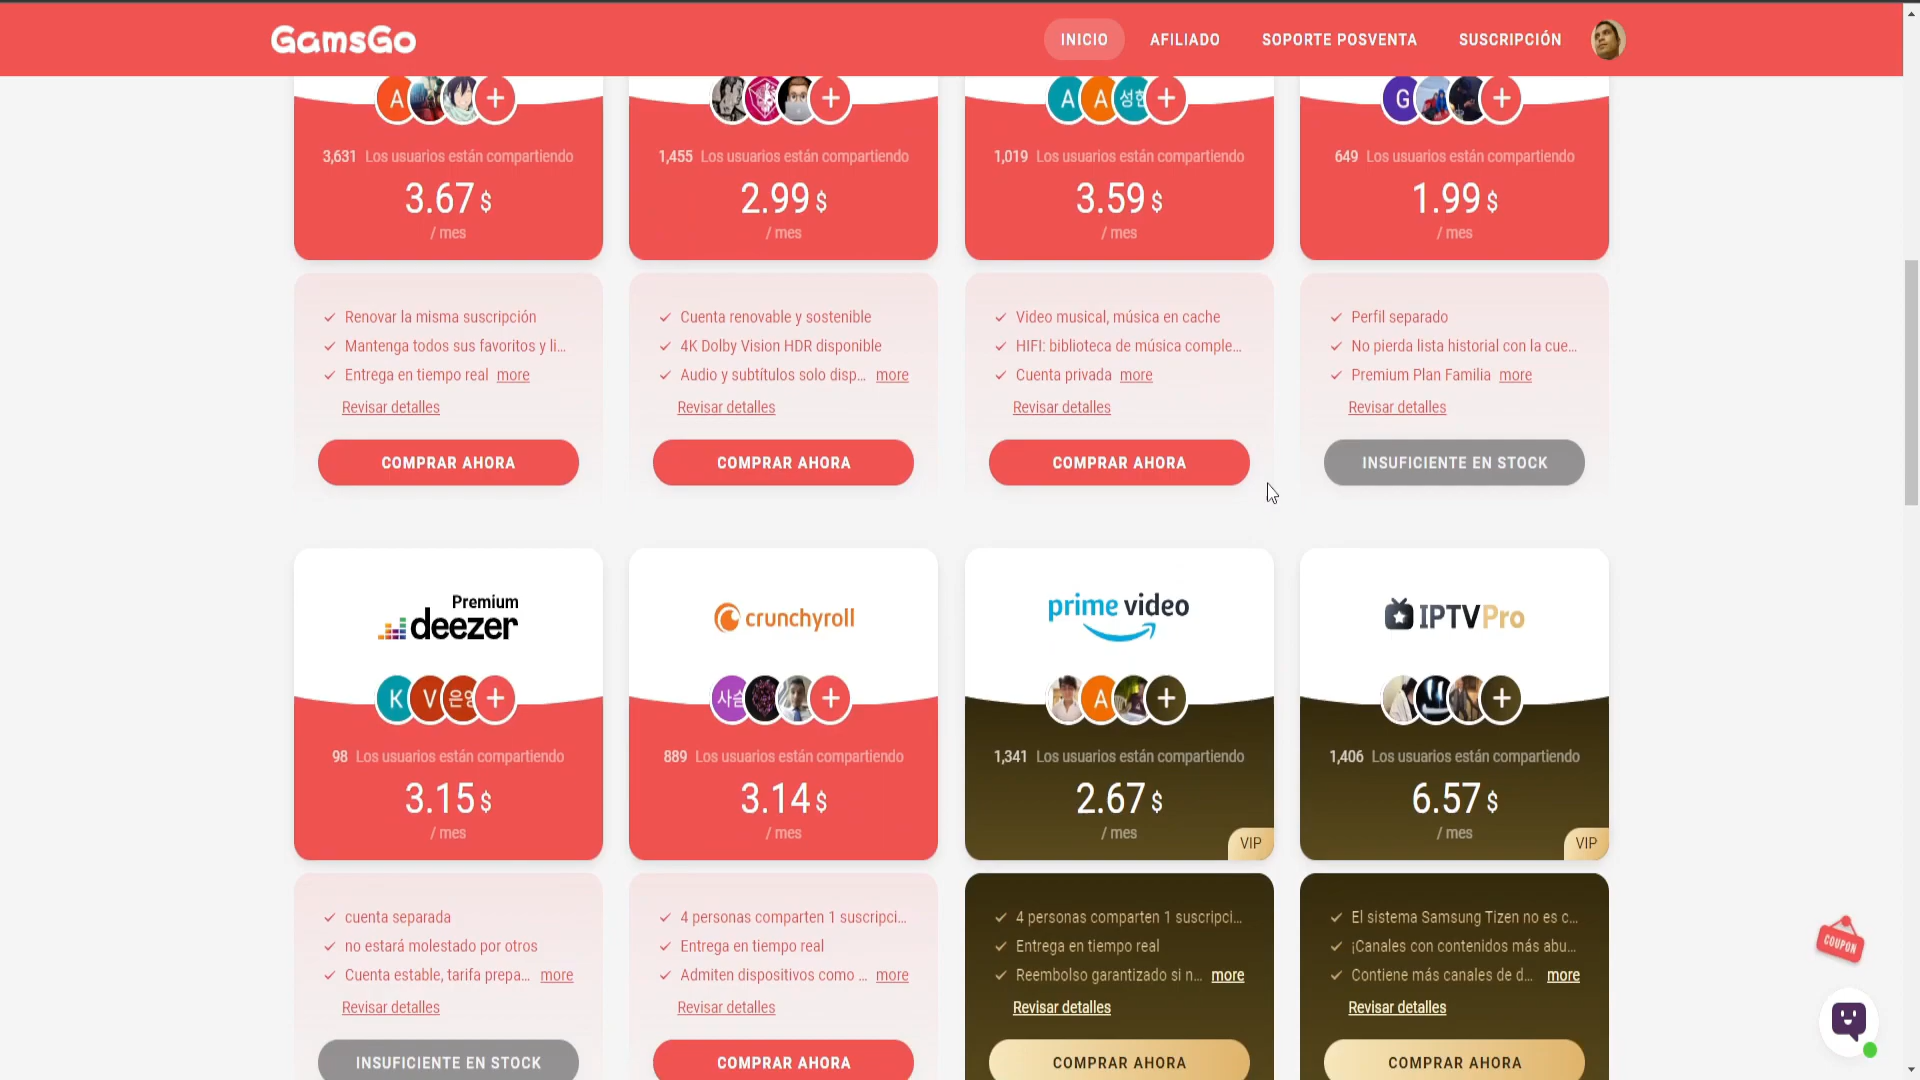 GamsGo
INICIO
AFILIADO
SOPORTE POSVENTA
SUSCRIPCIÓN
A
3,631 Los usuarios están compartiendo
3.67 $
/ mes
1,455 Los usuarios están compartiendo
2.99 $
/ mes
A A 성현
1,019 Los usuarios están compartiendo
3.59 $
/ mes
G
649 Los usuarios están compartiendo
1.99 $
/ mes
Renovar la misma suscripción
Mantenga todos sus favoritos y li...
Entrega en tiempo real more
Revisar detalles
COMPRAR AHORA
Cuenta renovable y sostenible
4K Dolby Vision HDR disponible
Audio y subtítulos solo disp... more
Revisar detalles
COMPRAR AHORA
Video musical, música en cache
HIFI: biblioteca de música comple...
Cuenta privada more
Revisar detalles
COMPRAR AHORA
Perfil separado
No pierda lista historial con la cue...
Premium Plan Familia more
Revisar detalles
INSUFICIENTE EN STOCK
Premium
deezer
K V 은영
98 Los usuarios están compartiendo
3.15 $
/ mes
crunchyroll
사슴
889 Los usuarios están compartiendo
3.14 $
/ mes
prime video
A
1,341 Los usuarios están compartiendo
2.67 $
/ mes
VIP
IPTVPro
1,406 Los usuarios están compartiendo
6.57 $
/ mes
VIP
cuenta separada
no estará molestado por otros
Cuenta estable, tarifa prepa... more
Revisar detalles
INSUFICIENTE EN STOCK
4 personas comparten 1 suscripci...
Entrega en tiempo real
Admiten dispositivos como ... more
Revisar detalles
COMPRAR AHORA
4 personas comparten 1 suscripci...
Entrega en tiempo real
Reembolso garantizado si n... more
Revisar detalles
COMPRAR AHORA
El sistema Samsung Tizen no es c...
¡Canales con contenidos más abu...
Contiene más canales de d... more
Revisar detalles
COMPRAR AHORA
COUPON